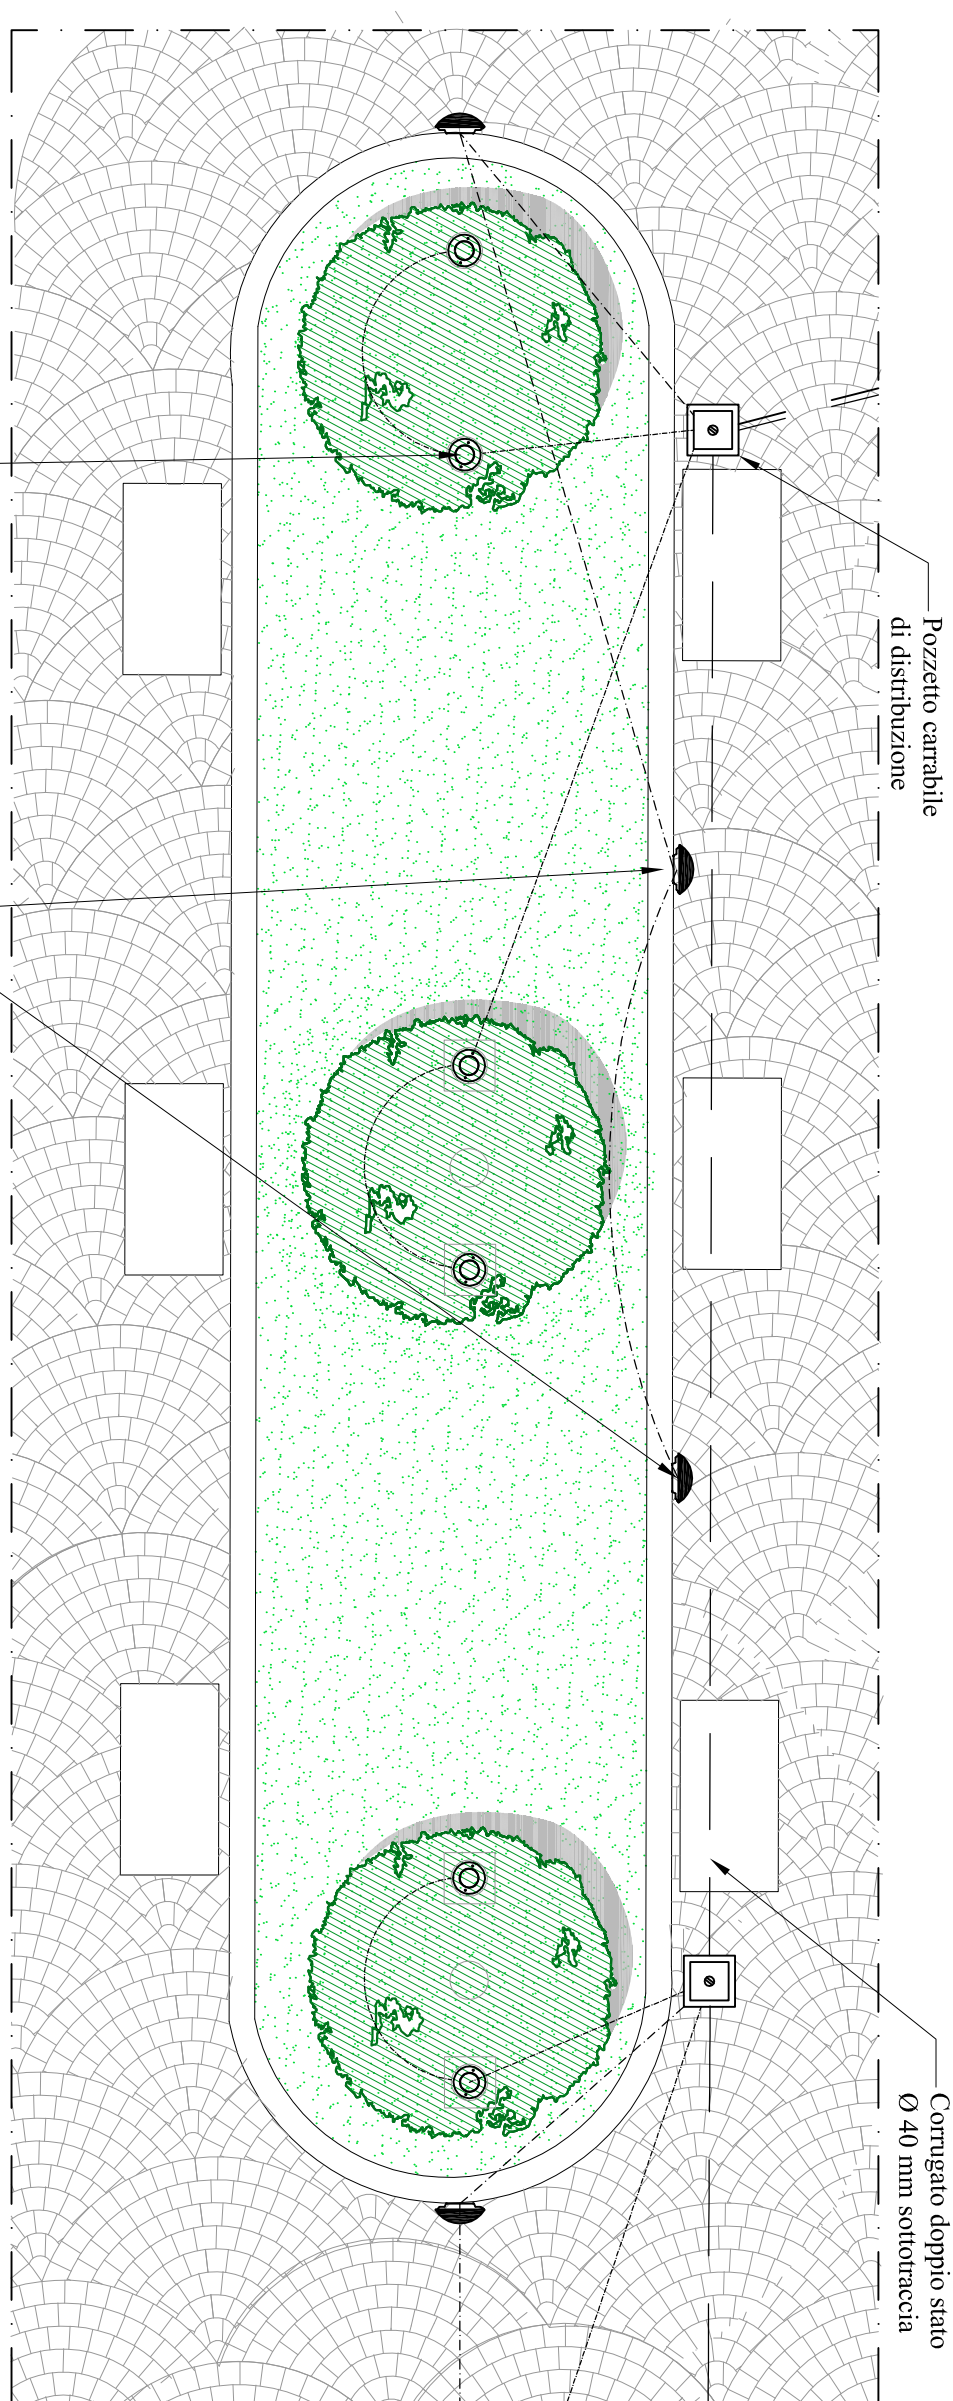 Pozzetto carrabile
di distribuzione
Corrugato doppio stato
Ø 40 mm sottotraccia